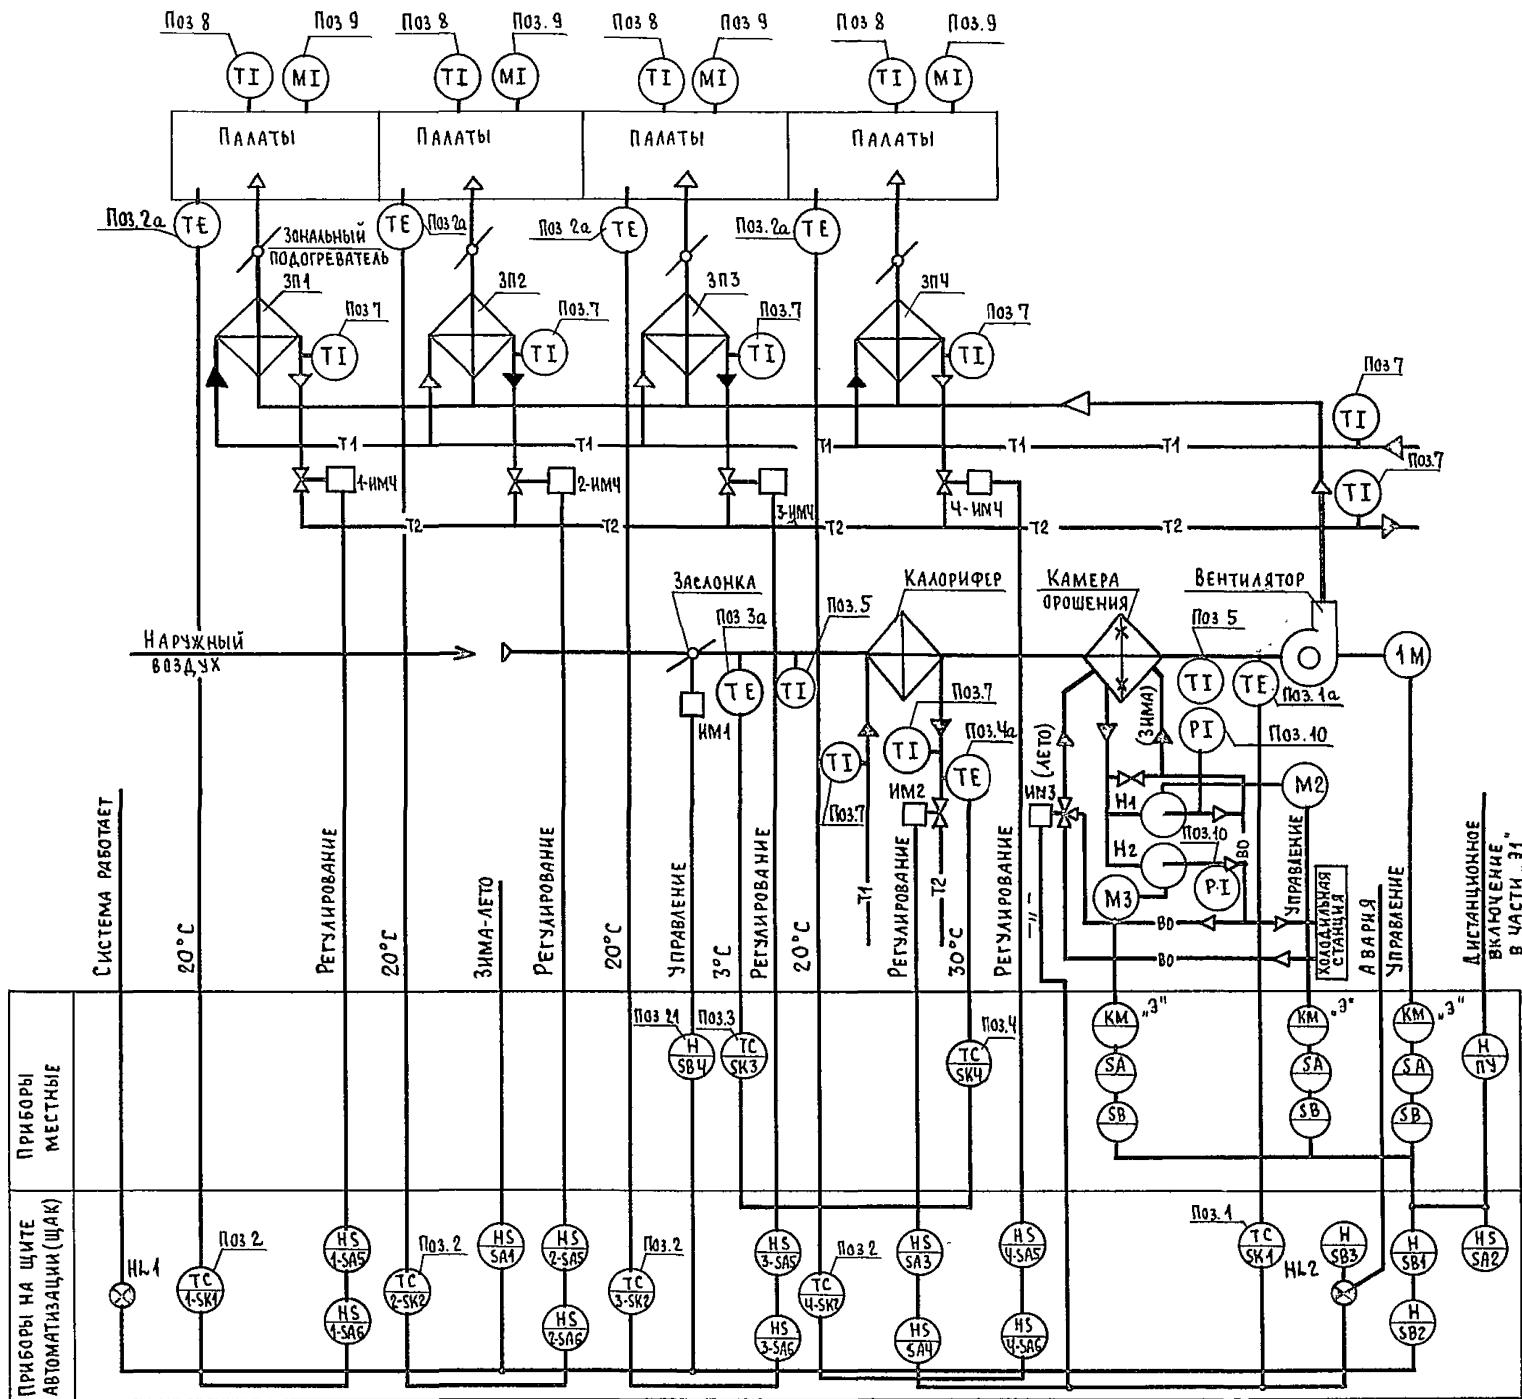 Поз 8 Поз 9 Поз 8 Поз. 9 Поз 8 Поз 9 Поз 8 Поз. 9
TI MI TI MI TI MI TI MI
ПАЛАТЫ ПАЛАТЫ ПАЛАТЫ ПАЛАТЫ
Поз. 2а TE TE Поз 2а Поз 2а TE Поз. 2а TE
ЗОНАЛЬНЫЙ
ПОДОГРЕВАТЕЛЬ
ЗП1 ЗП2 ЗП3 ЗП4
Поз 7 Поз.7 Поз.7 Поз 7
TI TI TI TI
Поз 7
TI
Т1 Т1 Т1 Т1 Т1
Поз.7
TI
1-ИМ4 2-ИМ4 3-ИМ4 4-ИМ4
Т2 Т2 Т2 Т2 Т2
ЗАСЛОНКА КАЛОРИФЕР КАМЕРА ОРОШЕНИЯ ВЕНТИЛЯТОР
Поз 3а Поз.5 Поз 5
НАРУЖНЫЙ
ВОЗДУХ
TE TI TI TE 1М
Поз. 1а
ИМ1
Поз.7 Поз.4а (ЗИМА) PI Поз.10
TI TI TE
Поз.7
ИМ2 ИМ3 (ЛЕТО) Н1 М2
Поз.10
Н2 PI ВО
М3
Т1 Т2
ВО
ВО
ХОЛОДИЛЬНАЯ
СТАНЦИЯ
СИСТЕМА РАБОТАЕТ
20°С
РЕГУЛИРОВАНИЕ
20°С
ЗИМА-ЛЕТО
РЕГУЛИРОВАНИЕ
20°С
УПРАВЛЕНИЕ
3°С
РЕГУЛИРОВАНИЕ
20°С
РЕГУЛИРОВАНИЕ
30°С
РЕГУЛИРОВАНИЕ
–"–
УПРАВЛЕНИЕ
АВАРИЯ
УПРАВЛЕНИЕ
ДИСТАНЦИОННОЕ
ВКЛЮЧЕНИЕ
В ЧАСТИ „Э1"
ПРИБОРЫ
МЕСТНЫЕ
Поз 21 Поз.3 Поз.4
H SB4
TC SK3
TC SK4
KM „Э" KM „Э" KM „Э"
SA SA SA
SB SB SB
H ПУ
ПРИБОРЫ НА ЩИТЕ
АВТОМАТИЗАЦИИ (ЩАК)
HL1
Поз 2
TC 1-SK1
HS 1-SA5
HS 1-SA6
Поз. 2
TC 2-SK2
HS SA1
HS 2-SA5
HS 2-SA6
Поз.2
TC 3-SK2
HS 3-SA5
HS 3-SA6
Поз 2
TC 4-SK2
HS SA3
HS SA4
HS 4-SA5
HS 4-SA6
Поз. 1
TC SK1
HL2
H SB3
H SB1
H SB2
HS SA2